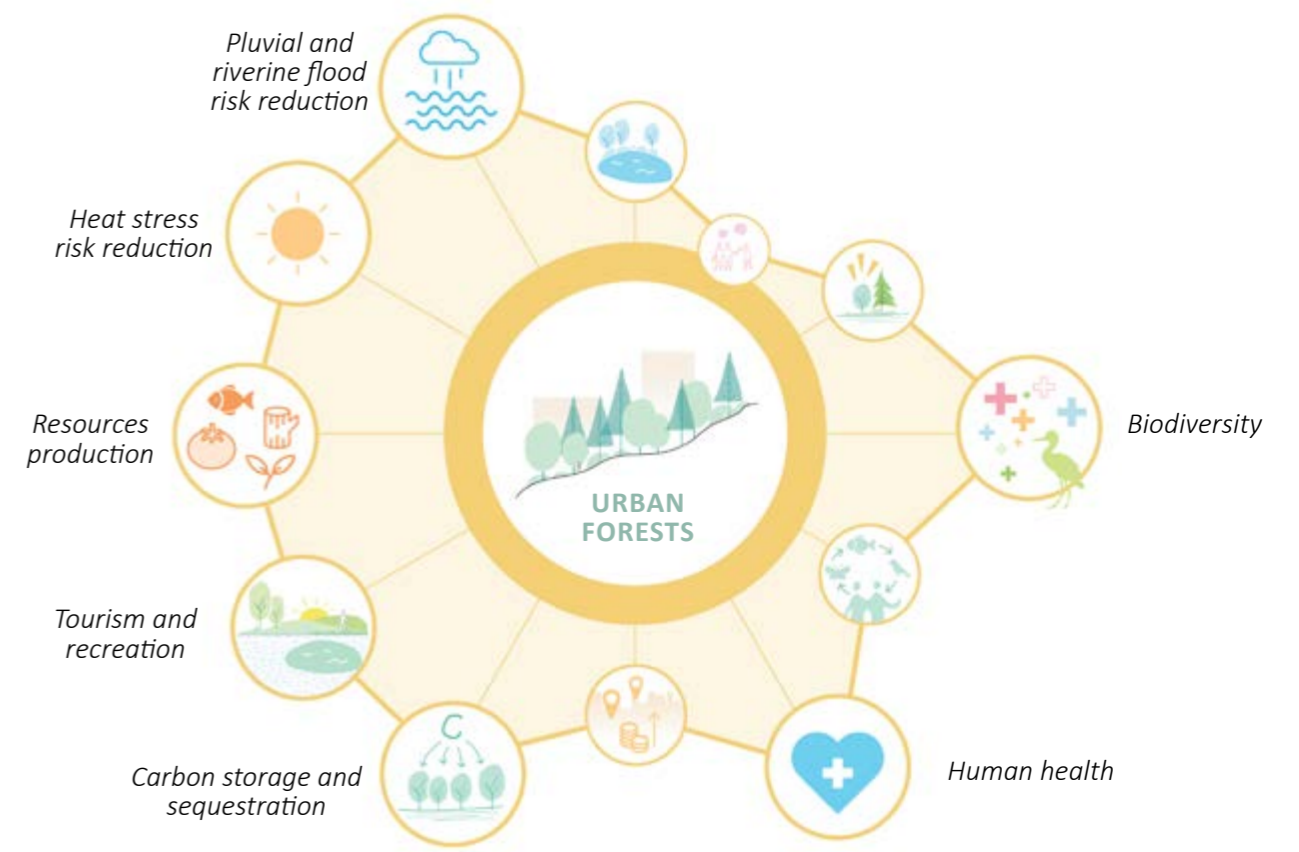 Pluvial and
riverine flood
risk reduction
Heat stress
risk reduction
Resources
production
Tourism and
recreation
Carbon storage and
sequestration
C
URBAN
FORESTS
Biodiversity
Human health